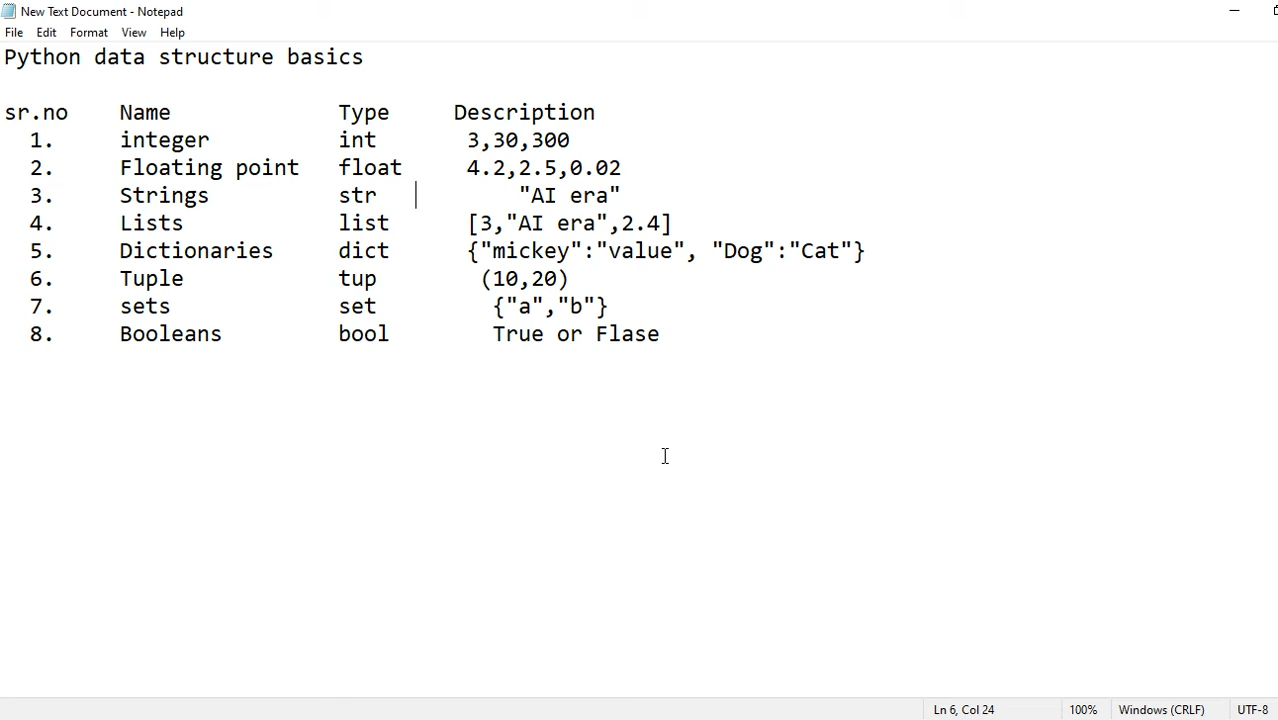 New Text Document - Notepad
File Edit Format View Help
Python data structure basics
sr.no Name Type Description
1. integer int 3,30,300
2. Floating point float 4.2,2.5,0.02
3. Strings str "AI era"
4. Lists list [3,"AI era",2.4]
5. Dictionaries dict {"mickey":"value", "Dog":"Cat"}
6. Tuple tup (10,20)
7. sets set {"a","b"}
8. Booleans bool True or Flase
Ln 6, Col 24 100% Windows (CRLF) UTF-8